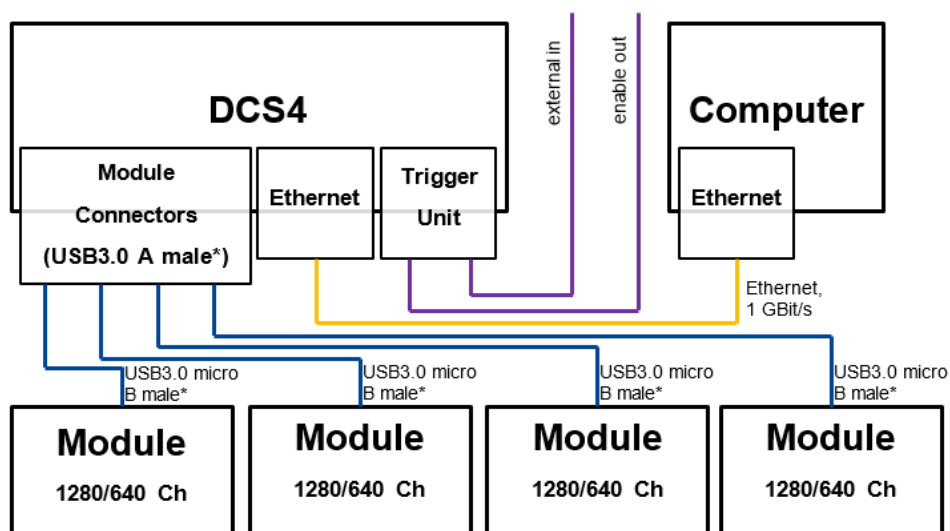 DCS4
external in
enable out
Computer
Module
Connectors
(USB3.0 A male*)
Ethernet
Trigger
Unit
Ethernet
Ethernet,
1 GBit/s
USB3.0 micro
B male*
USB3.0 micro
B male*
USB3.0 micro
B male*
USB3.0 micro
B male*
Module
1280/640 Ch
Module
1280/640 Ch
Module
1280/640 Ch
Module
1280/640 Ch